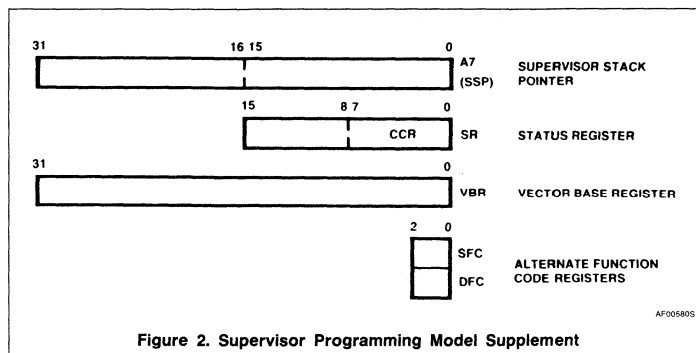 31 16 15 0
A7 SUPERVISOR STACK
(SSP) POINTER
15 8 7 0
CCR SR STATUS REGISTER
31 0
VBR VECTOR BASE REGISTER
2 0
SFC
ALTERNATE FUNCTION
DFC CODE REGISTERS
AF00580S
Figure 2. Supervisor Programming Model Supplement